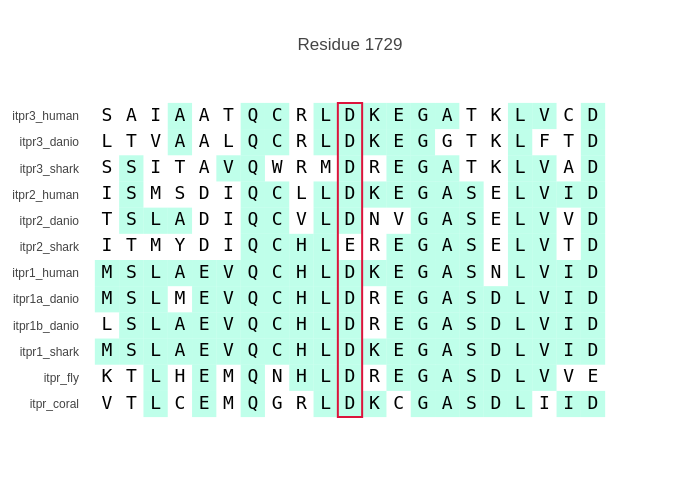 Residue 1729
itpr3_human S A I A A T Q C R L D K E G A T K L V C D
itpr3_danio L T V A A L Q C R L D K E G G T K L F T D
itpr3_shark S S I T A V Q W R M D R E G A T K L V A D
itpr2_human I S M S D I Q C L L D K E G A S E L V I D
itpr2_danio T S L A D I Q C V L D N V G A S E L V V D
itpr2_shark I T M Y D I Q C H L E R E G A S E L V T D
itpr1_human M S L A E V Q C H L D K E G A S N L V I D
itpr1a_danio M S L M E V Q C H L D R E G A S D L V I D
itpr1b_danio L S L A E V Q C H L D R E G A S D L V I D
itpr1_shark M S L A E V Q C H L D K E G A S D L V I D
itpr_fly K T L H E M Q N H L D R E G A S D L V V E
itpr_coral V T L C E M Q G R L D K C G A S D L I I D